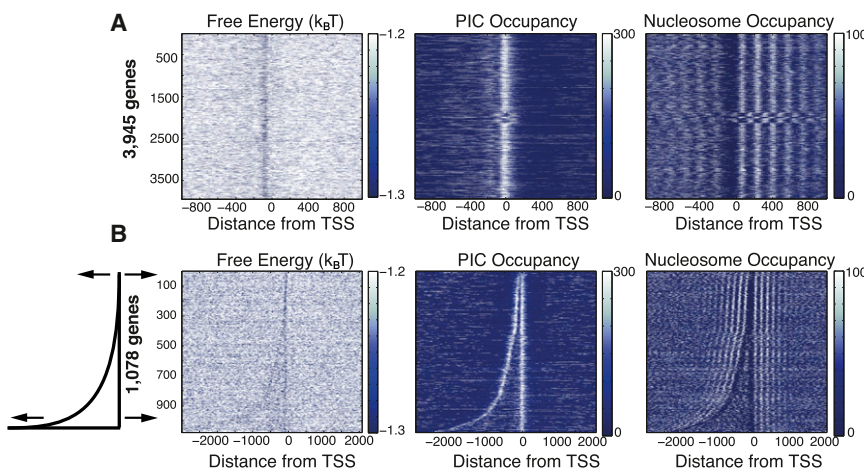 A
Free Energy (kBT)
PIC Occupancy
Nucleosome Occupancy
3,945 genes
500
1500
2500
3500
−1.2
−1.3
300
0
100
0
−800 −400 0 400 800
−800 −400 0 400 800
−800 −400 0 400 800
Distance from TSS
Distance from TSS
Distance from TSS
B
Free Energy (kBT)
PIC Occupancy
Nucleosome Occupancy
1,078 genes
100
300
500
700
900
−1.2
−1.3
300
0
100
0
−2000 −1000 0 1000 2000
−2000 −1000 0 1000 2000
−2000 −1000 0 1000 2000
Distance from TSS
Distance from TSS
Distance from TSS